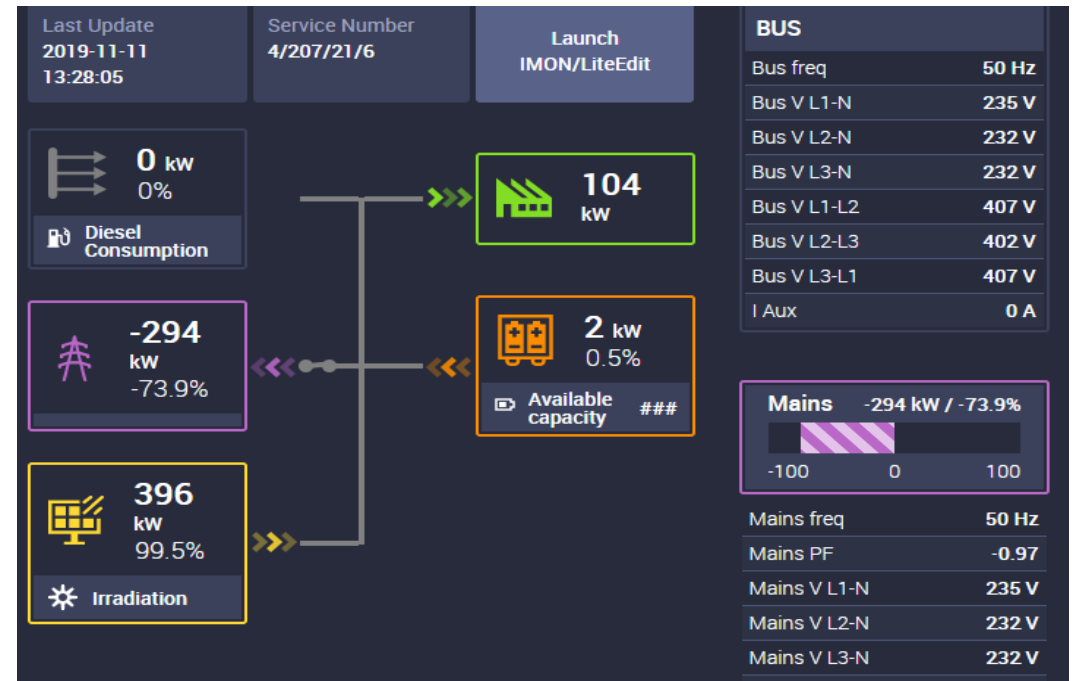 Last Update
2019-11-11
13:28:05
Service Number
4/207/21/6
Launch
IMON/LiteEdit
0 kW
0%
Diesel
Consumption
104
kW
-294
kW
-73.9%
2 kW
0.5%
Available
capacity ###
396
kW
99.5%
Irradiation
BUS
Bus freq 50 Hz
Bus V L1-N 235 V
Bus V L2-N 232 V
Bus V L3-N 232 V
Bus V L1-L2 407 V
Bus V L2-L3 402 V
Bus V L3-L1 407 V
I Aux 0 A
Mains -294 kW / -73.9%
-100 0 100
Mains freq 50 Hz
Mains PF -0.97
Mains V L1-N 235 V
Mains V L2-N 232 V
Mains V L3-N 232 V